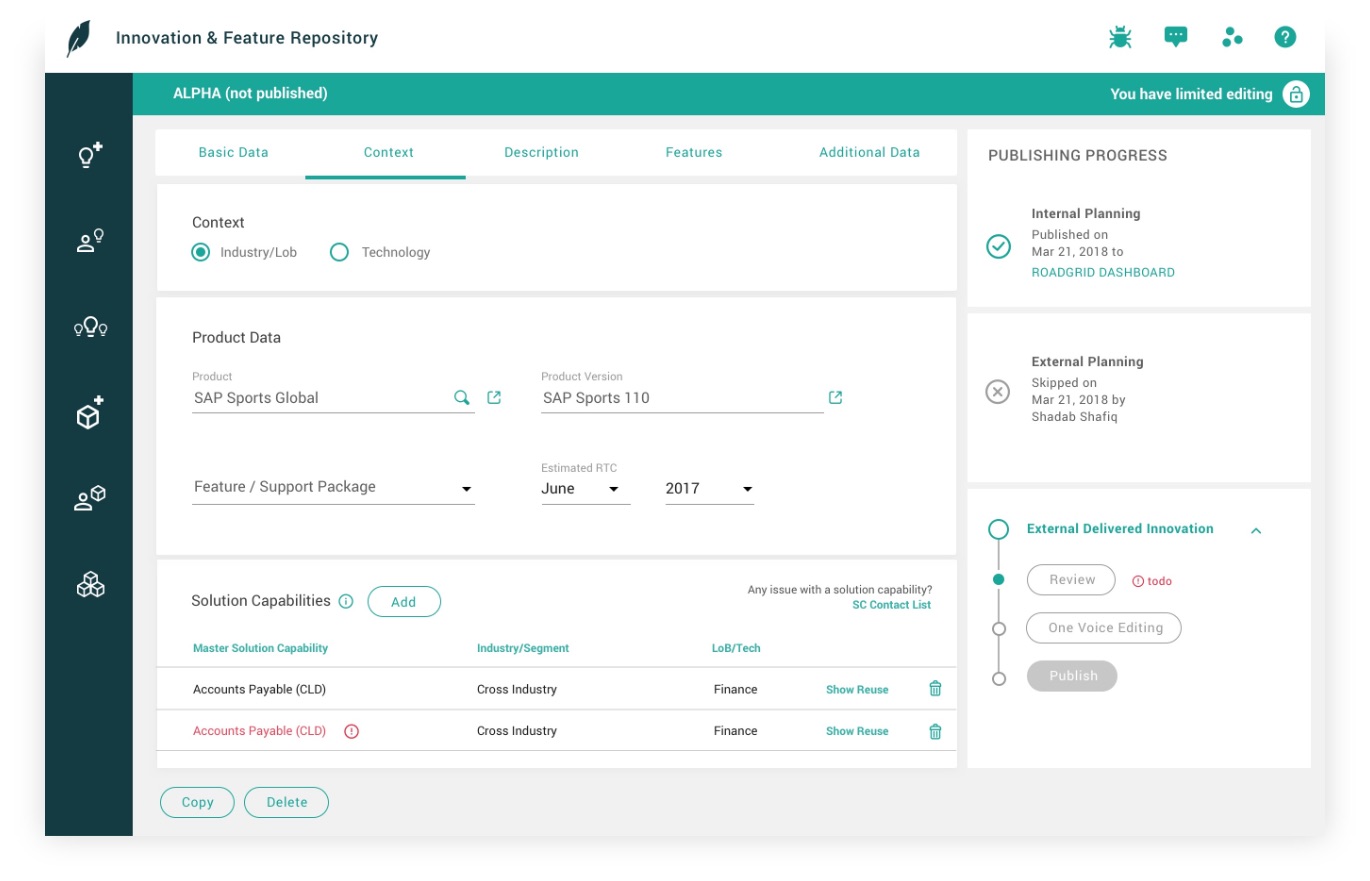 Innovation & Feature Repository
ALPHA (not published)
You have limited editing
Basic Data
Context
Description
Features
Additional Data
Context
Industry/Lob
Technology
Product Data
Product
SAP Sports Global
Product Version
SAP Sports 110
Feature / Support Package
Estimated RTC
June
2017
Solution Capabilities
Add
Any issue with a solution capability?
SC Contact List
Master Solution Capability
Industry/Segment
LoB/Tech
Accounts Payable (CLD)
Cross Industry
Finance
Show Reuse
Accounts Payable (CLD)
Cross Industry
Finance
Show Reuse
Copy
Delete
PUBLISHING PROGRESS
Internal Planning
Published on
Mar 21, 2018 to
ROADGRID DASHBOARD
External Planning
Skipped on
Mar 21, 2018 by
Shadab Shafiq
External Delivered Innovation
Review
todo
One Voice Editing
Publish